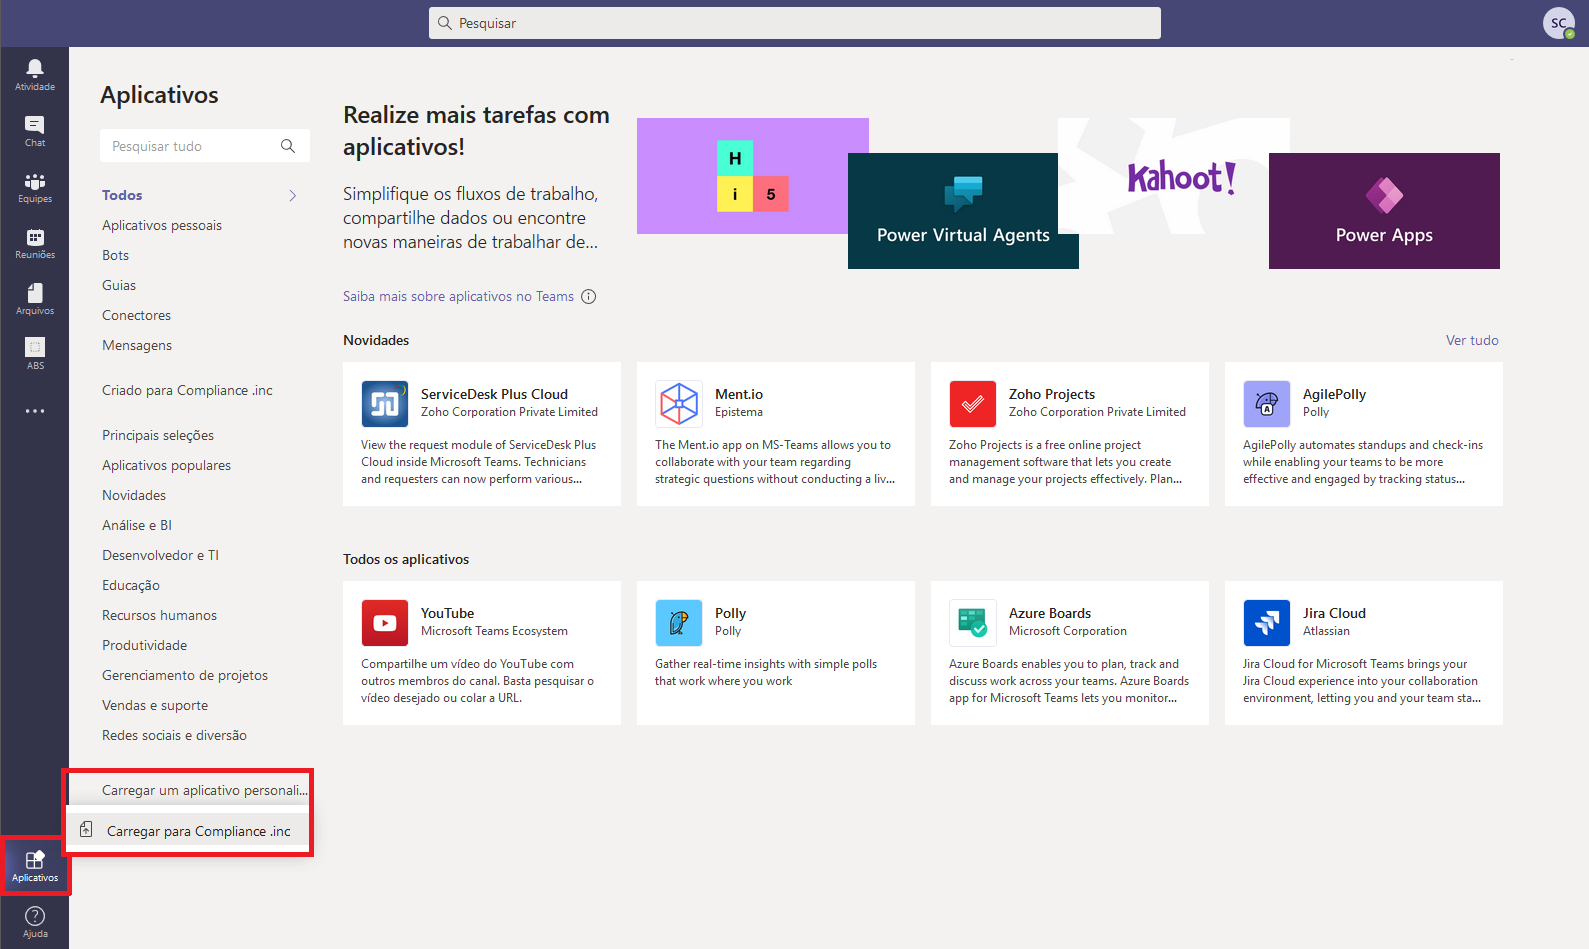 Pesquisar
SC
Atividade
Chat
Equipes
Reuniões
Arquivos
ABS
Aplicativos
Ajuda
Aplicativos
Pesquisar tudo
Todos
Aplicativos pessoais
Bots
Guias
Conectores
Mensagens
Criado para Compliance .inc
Principais seleções
Aplicativos populares
Novidades
Análise e BI
Desenvolvedor e TI
Educação
Recursos humanos
Produtividade
Gerenciamento de projetos
Vendas e suporte
Redes sociais e diversão
Carregar um aplicativo personali...
Carregar para Compliance .inc
Realize mais tarefas com
aplicativos!
Simplifique os fluxos de trabalho,
compartilhe dados ou encontre
novas maneiras de trabalhar de...
Saiba mais sobre aplicativos no Teams
H
i 5
Power Virtual Agents
Kahoot!
Power Apps
Novidades
Ver tudo
ServiceDesk Plus Cloud
Zoho Corporation Private Limited
View the request module of ServiceDesk Plus
Cloud inside Microsoft Teams. Technicians
and requesters can now perform various...
Ment.io
Epistema
The Ment.io app on MS-Teams allows you to
collaborate with your team regarding
strategic questions without conducting a liv...
Zoho Projects
Zoho Corporation Private Limited
Zoho Projects is a free online project
management software that lets you create
and manage your projects effectively. Plan...
A
AgilePolly
Polly
AgilePolly automates standups and check-ins
while enabling your teams to be more
effective and engaged by tracking status...
Todos os aplicativos
YouTube
Microsoft Teams Ecosystem
Compartilhe um vídeo do YouTube com
outros membros do canal. Basta pesquisar o
vídeo desejado ou colar a URL.
Polly
Polly
Gather real-time insights with simple polls
that work where you work
Azure Boards
Microsoft Corporation
Azure Boards enables you to plan, track and
discuss work across your teams. Azure Boards
app for Microsoft Teams lets you monitor...
Jira Cloud
Atlassian
Jira Cloud for Microsoft Teams brings your
Jira Cloud experience into your collaboration
environment, letting you and your team sta...